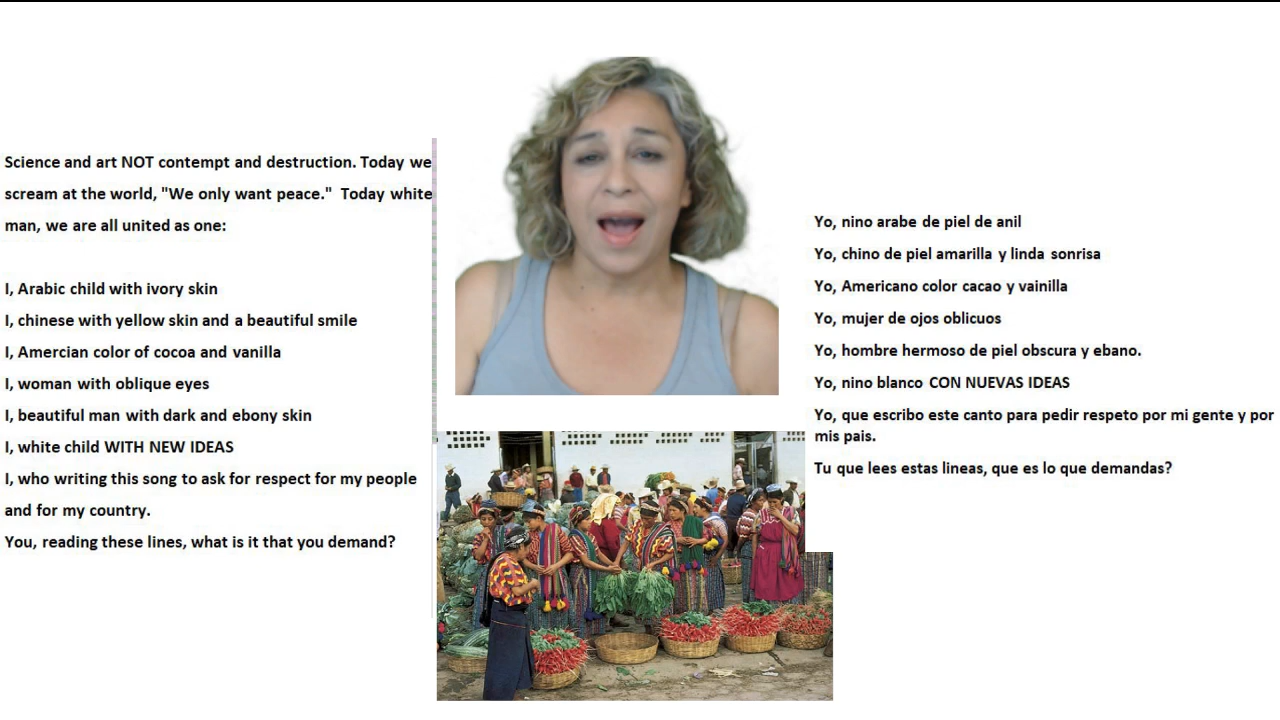 Science and art NOT contempt and destruction. Today we
scream at the world, "We only want peace."  Today white
man, we are all united as one:
I, Arabic child with ivory skin
I, chinese with yellow skin and a beautiful smile
I, Amercian color of cocoa and vanilla
I, woman with oblique eyes
I, beautiful man with dark and ebony skin
I, white child WITH NEW IDEAS
I, who writing this song to ask for respect for my people
and for my country.
You, reading these lines, what is it that you demand?
Yo, nino arabe de piel de anil
Yo, chino de piel amarilla y linda sonrisa
Yo, Americano color cacao y vainilla
Yo, mujer de ojos oblicuos
Yo, hombre hermoso de piel obscura y ebano.
Yo, nino blanco CON NUEVAS IDEAS
Yo, que escribo este canto para pedir respeto por mi gente y por
mis pais.
Tu que lees estas lineas, que es lo que demandas?